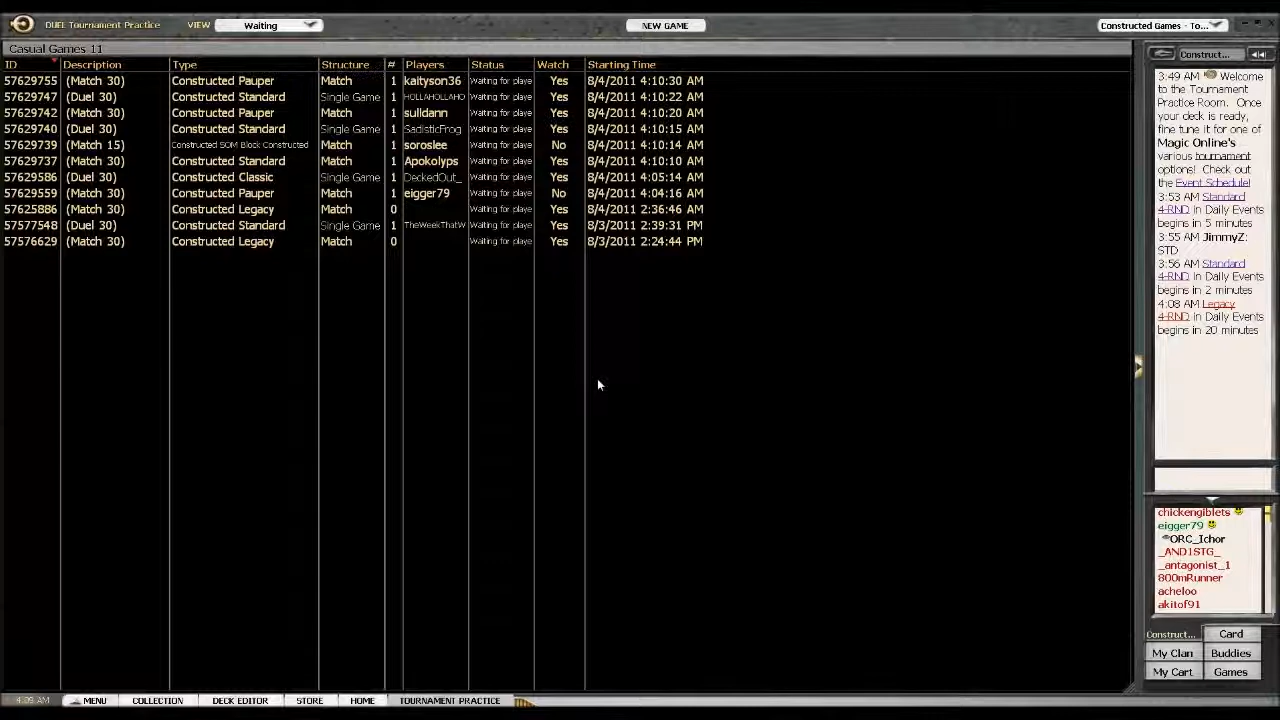 DUEL Tournament Practice VIEW Waiting NEW GAME Constructed Games - To...
Casual Games 11
ID Description Type Structure # Players Status Watch Starting Time
57629755 (Match 30) Constructed Pauper Match 1 kaityson36 Waiting for playe Yes 8/4/2011 4:10:30 AM
57629747 (Duel 30) Constructed Standard Single Game 1 HOLLAHOLLAHO Waiting for playe Yes 8/4/2011 4:10:22 AM
57629742 (Match 30) Constructed Pauper Match 1 sulldann Waiting for playe Yes 8/4/2011 4:10:20 AM
57629740 (Duel 30) Constructed Standard Single Game 1 SadisticFrog Waiting for playe Yes 8/4/2011 4:10:15 AM
57629739 (Match 15) Constructed SOM Block Constructed Match 1 soroslee Waiting for playe No 8/4/2011 4:10:14 AM
57629737 (Match 30) Constructed Standard Match 1 Apokolyps Waiting for playe Yes 8/4/2011 4:10:10 AM
57629586 (Duel 30) Constructed Classic Single Game 1 DeckedOut_ Waiting for playe Yes 8/4/2011 4:05:14 AM
57629559 (Match 30) Constructed Pauper Match 1 eigger79 Waiting for playe No 8/4/2011 4:04:16 AM
57625886 (Match 30) Constructed Legacy Match 0 Waiting for playe Yes 8/4/2011 2:36:46 AM
57577548 (Duel 30) Constructed Standard Single Game 1 TheWeekThatW Waiting for playe Yes 8/3/2011 2:39:31 PM
57576629 (Match 30) Constructed Legacy Match 0 Waiting for playe Yes 8/3/2011 2:24:44 PM
Construct...
3:49 AM Welcome
to the Tournament
Practice Room. Once
your deck is ready,
fine tune it for one of
Magic Online's
various tournament
options! Check out
the Event Schedule!
3:53 AM Standard
4-RND in Daily Events
begins in 5 minutes
3:55 AM JimmyZ:
STD
3:56 AM Standard
4-RND in Daily Events
begins in 2 minutes
4:08 AM Legacy
4-RND in Daily Events
begins in 20 minutes
chickengiblets
eigger79
ORC_Ichor
_AND1STG_
_antagonist_1
800mRunner
acheloo
akitof91
Construct... Card
My Clan Buddies
My Cart Games
4:09 AM MENU COLLECTION DECK EDITOR STORE HOME TOURNAMENT PRACTICE